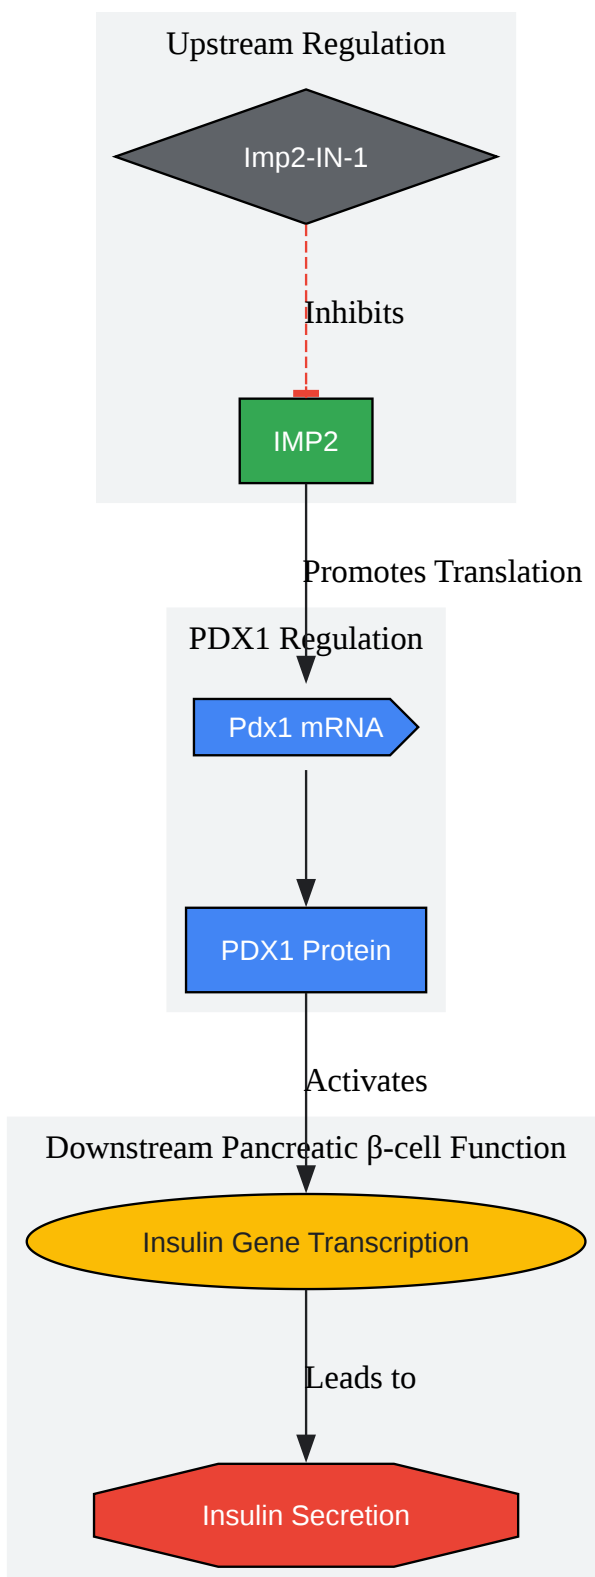 Upstream Regulation
Imp2-IN-1
Inhibits
IMP2
Promotes Translation
PDX1 Regulation
Pdx1 mRNA
PDX1 Protein
Activates
Downstream Pancreatic β-cell Function
Insulin Gene Transcription
Leads to
Insulin Secretion